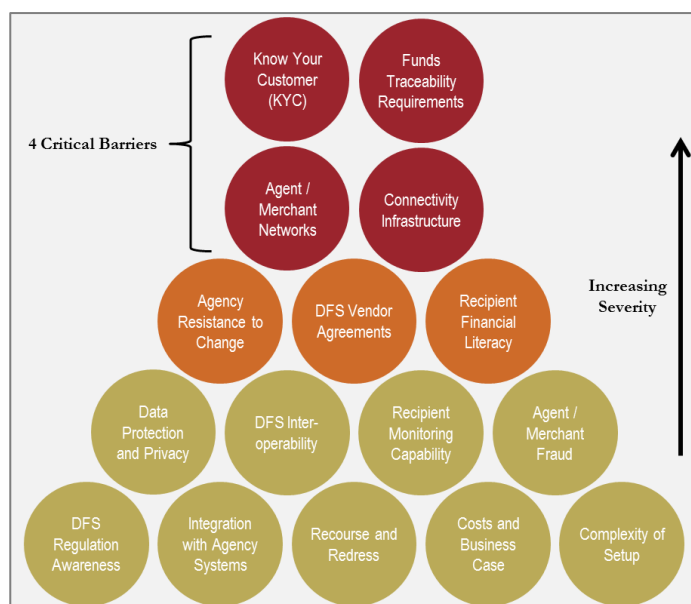 Know Your
Customer
(KYC)
Funds
Traceability
Requirements
4 Critical Barriers
Agent /
Merchant
Networks
Connectivity
Infrastructure
Increasing
Severity
Agency
Resistance to
Change
DFS Vendor
Agreements
Recipient
Financial
Literacy
Data
Protection
and Privacy
DFS Inter-
operability
Recipient
Monitoring
Capability
Agent /
Merchant
Fraud
DFS
Regulation
Awareness
Integration
with Agency
Systems
Recourse and
Redress
Costs and
Business
Case
Complexity of
Setup